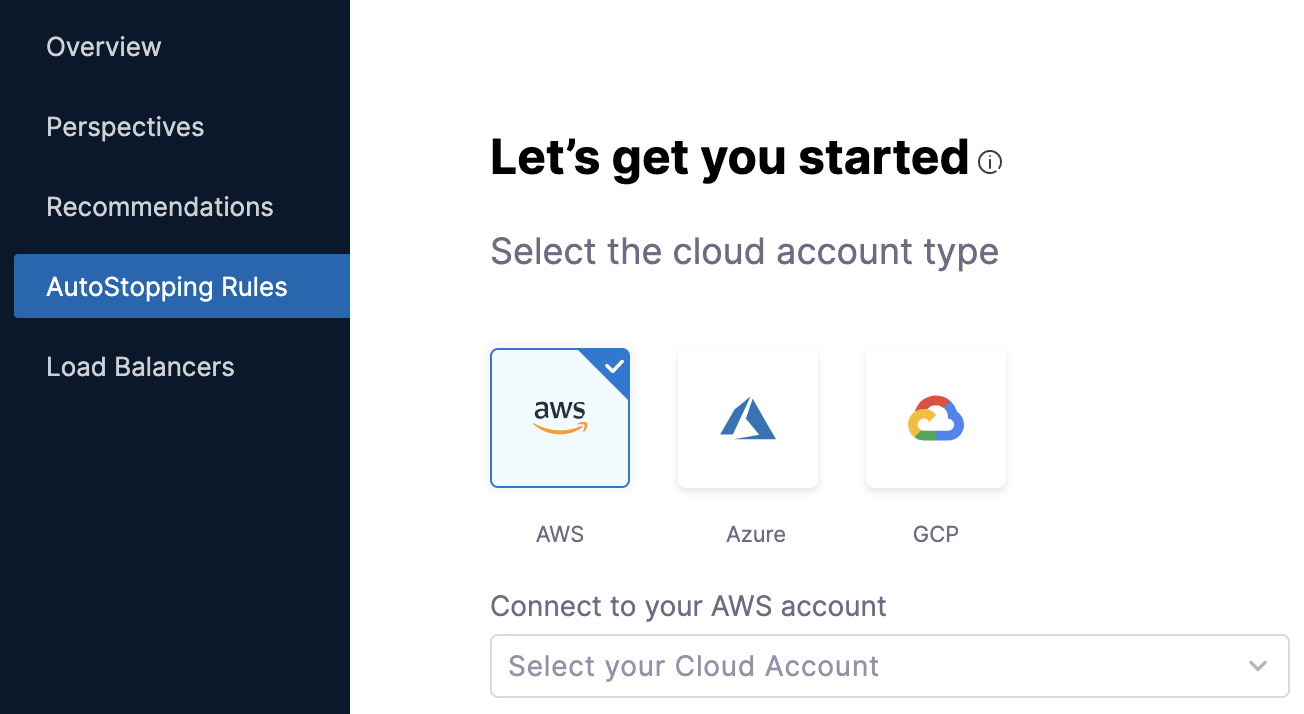 Overview
Perspectives
Recommendations
AutoStopping Rules
Load Balancers
Let’s get you started
Select the cloud account type
aws
AWS
Azure
GCP
Connect to your AWS account
Select your Cloud Account